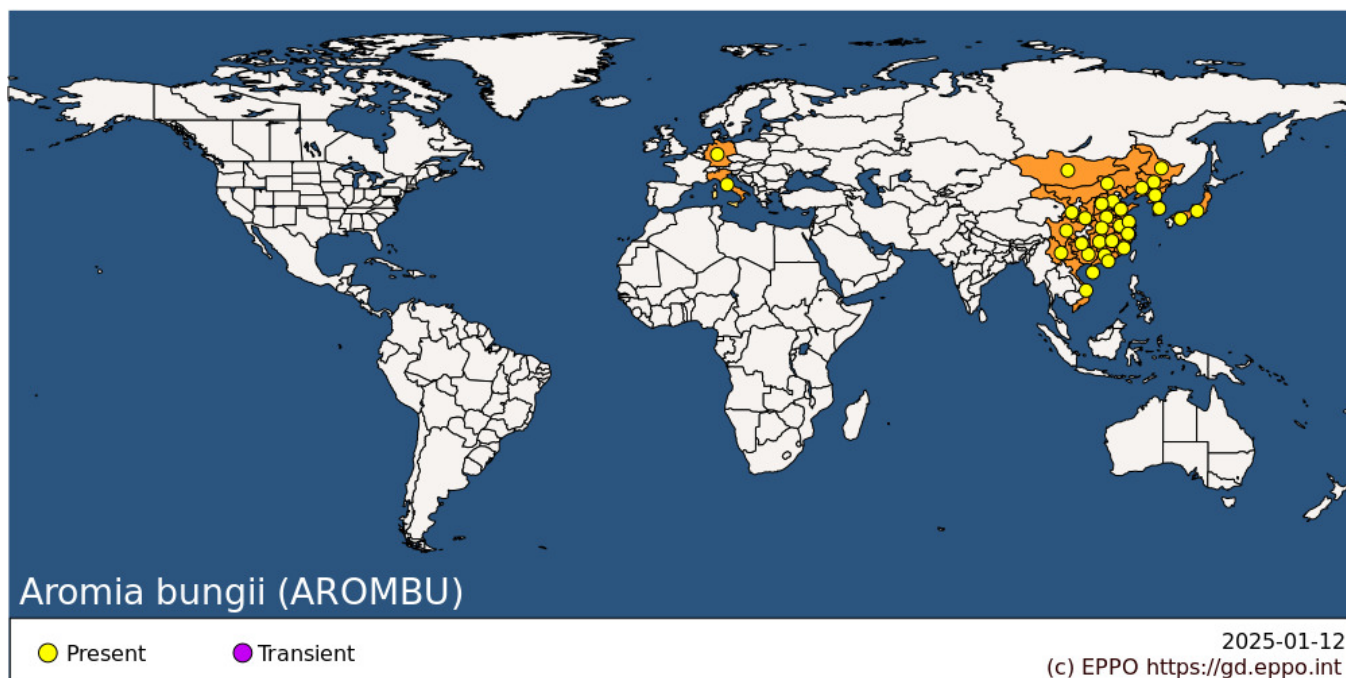 Aromia bungii (AROMBU)
Present
Transient
2025-01-12
(c) EPPO https://gd.eppo.int